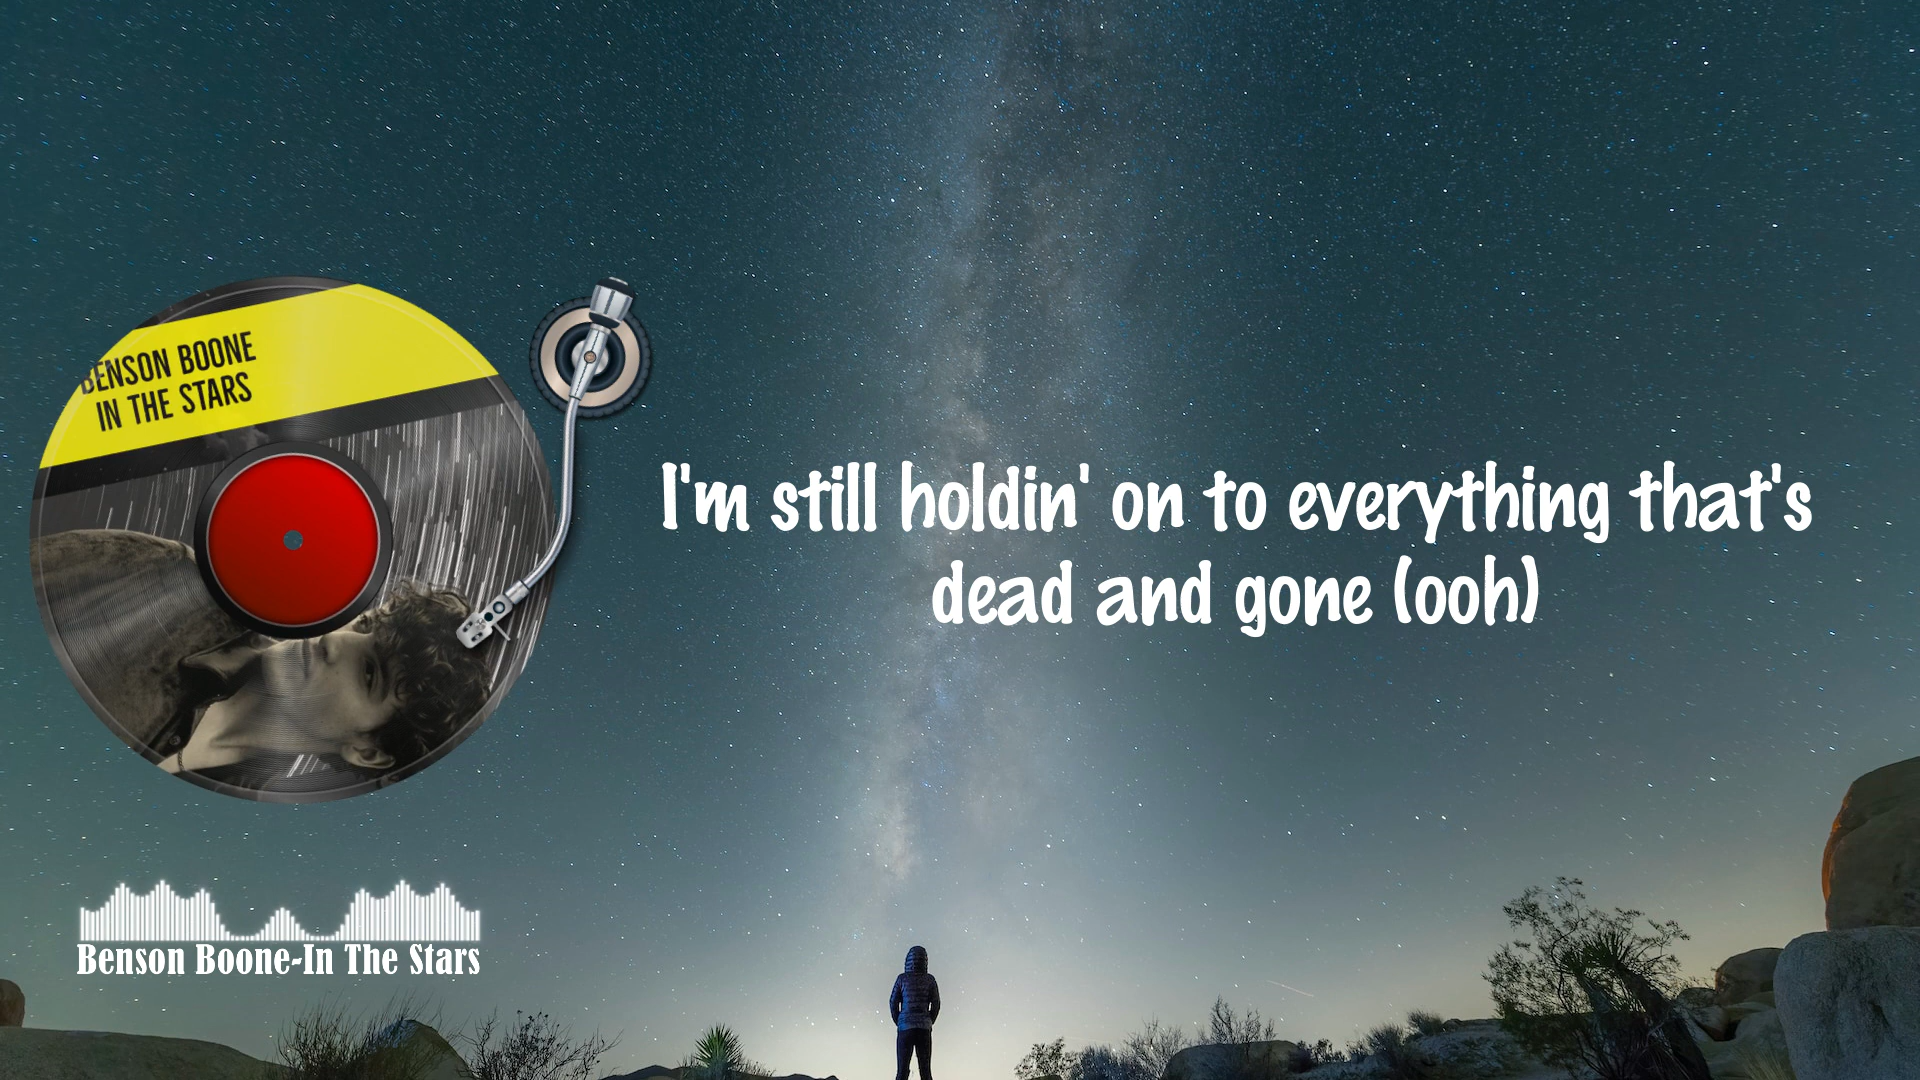 BENSON BOONE
IN THE STARS
I'm still holdin' on to everything that's
dead and gone (ooh)
Benson Boone-In The Stars